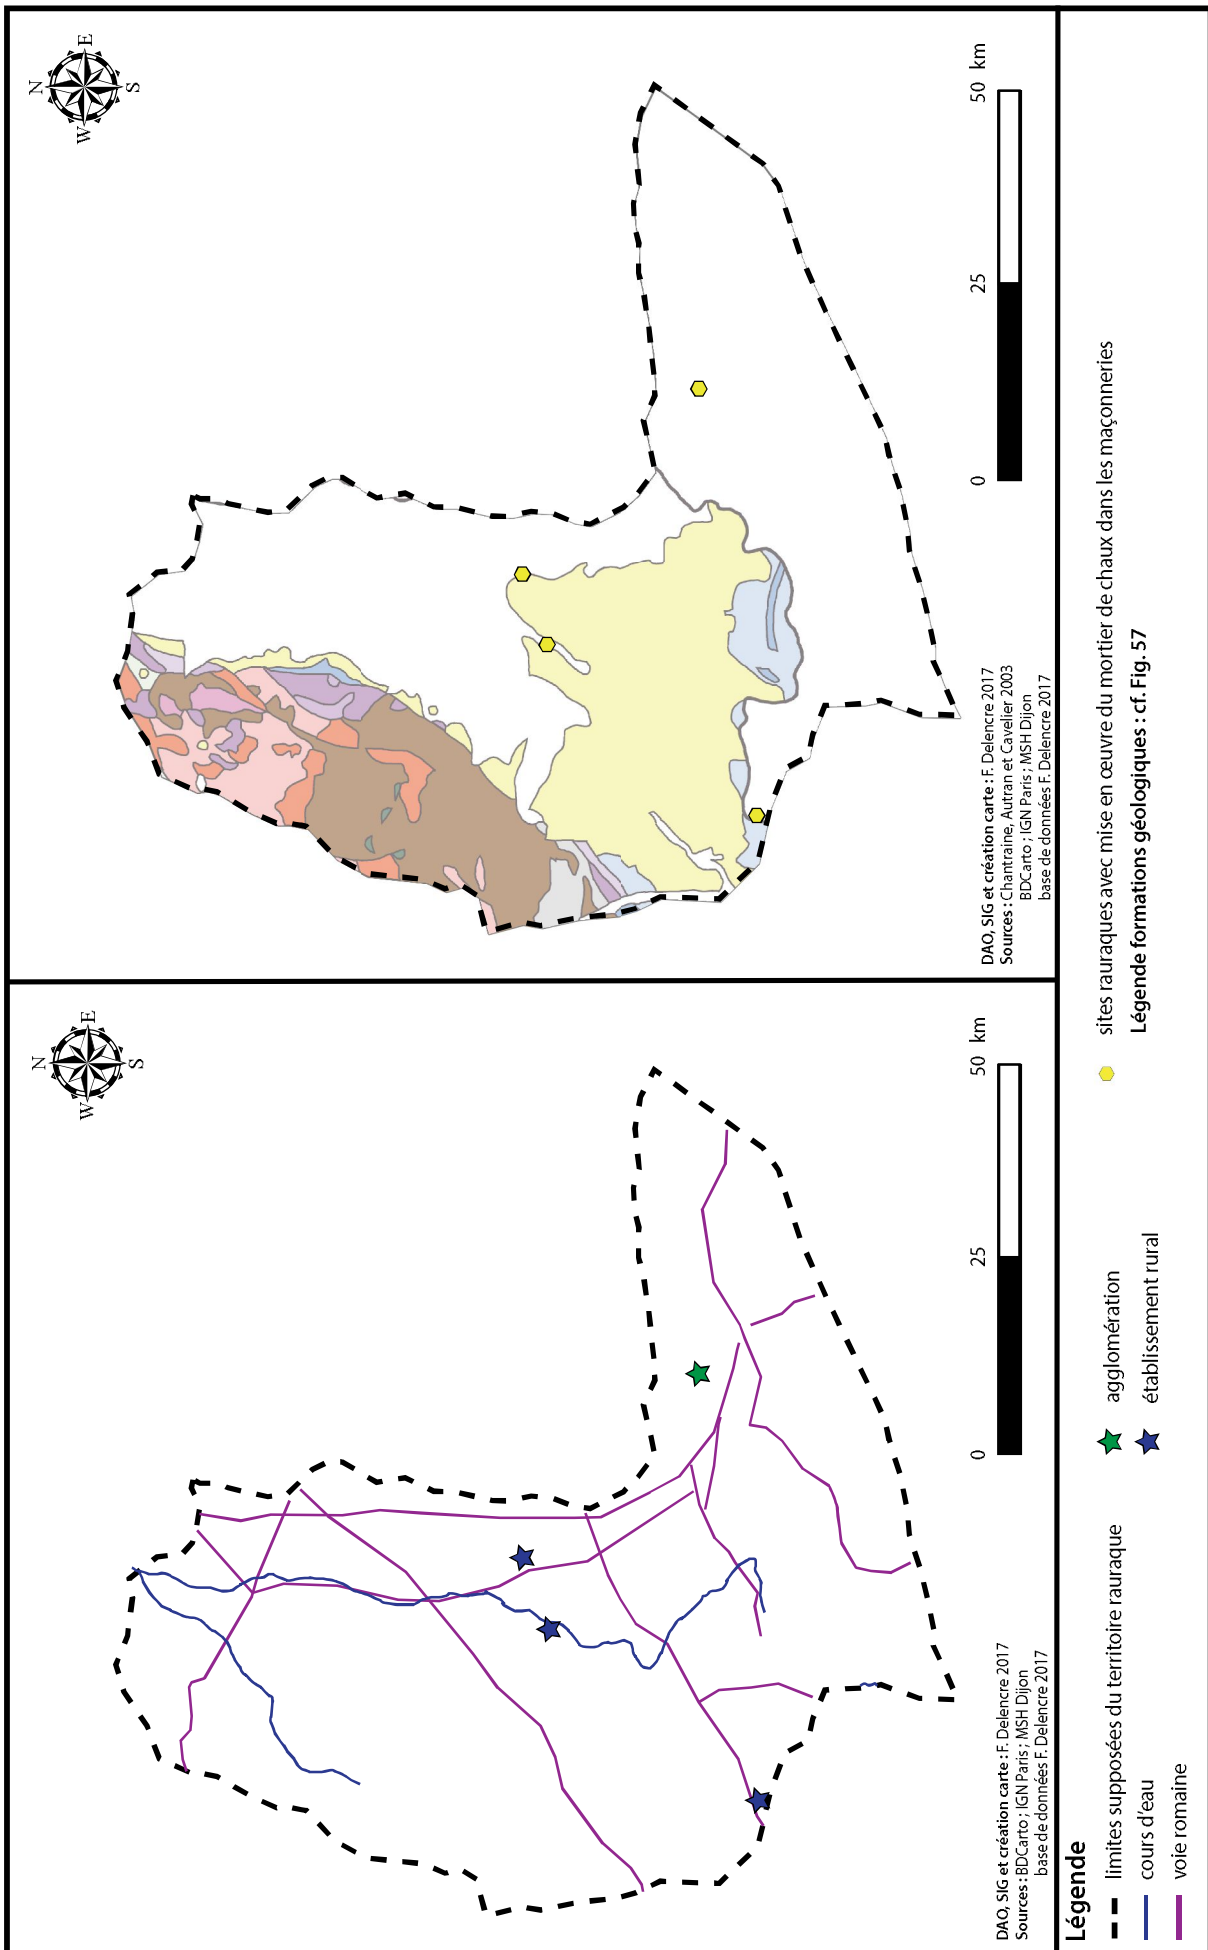 N
W
E
S
0
25
50 km
DAO, SIG et création carte : F. Delencre 2017
Sources : BDCarto ; IGN Paris ; MSH Dijon
base de données F. Delencre 2017
N
W
E
S
0
25
50 km
DAO, SIG et création carte : F. Delencre 2017
Sources : Chantraine, Autran et Cavelier 2003
BDCarto ; IGN Paris ; MSH Dijon
base de données F. Delencre 2017
Légende
limites supposées du territoire rauraque
cours d'eau
voie romaine
agglomération
établissement rural
sites rauraques avec mise en œuvre du mortier de chaux dans les maçonneries
Légende formations géologiques : cf. Fig. 57